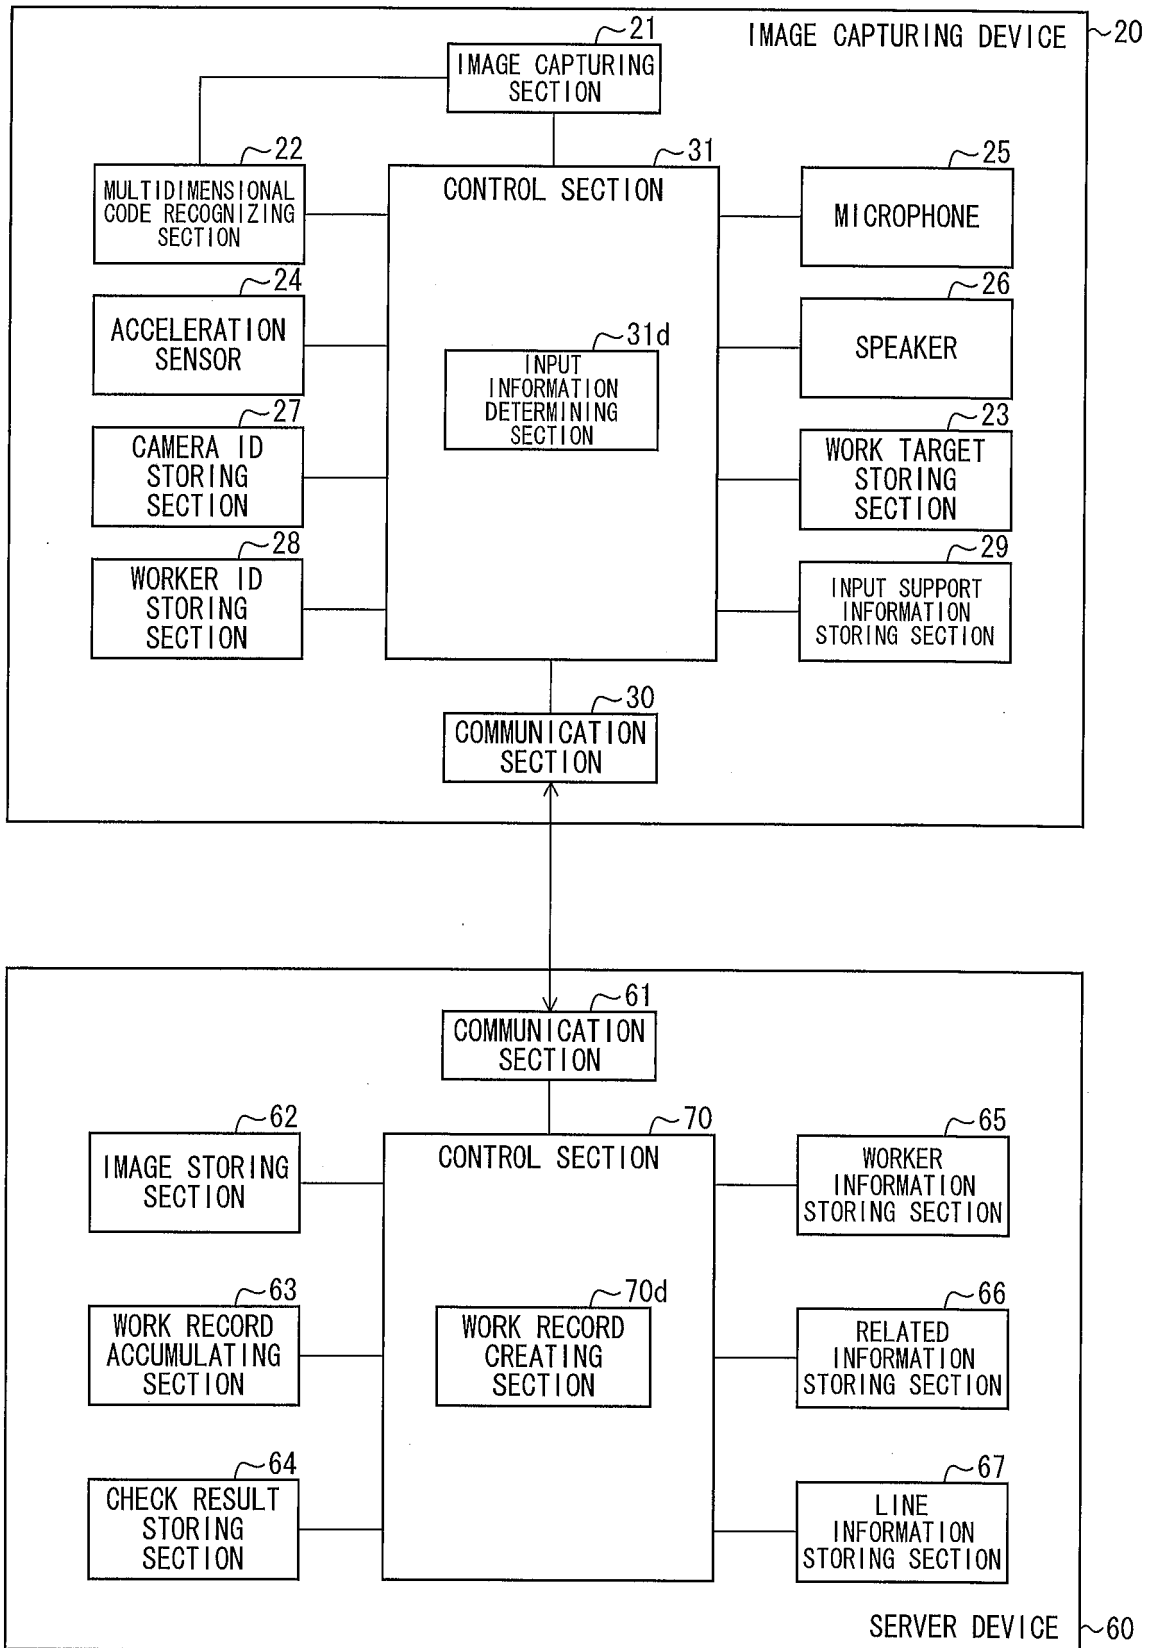 IMAGE CAPTURING DEVICE
20
21
IMAGE CAPTURING
SECTION
22
MULTIDIMENSIONAL
CODE RECOGNIZING
SECTION
31
CONTROL SECTION
25
MICROPHONE
24
ACCELERATION
SENSOR
31d
INPUT
INFORMATION
DETERMINING
SECTION
26
SPEAKER
27
CAMERA ID
STORING
SECTION
23
WORK TARGET
STORING
SECTION
28
WORKER ID
STORING
SECTION
29
INPUT SUPPORT
INFORMATION
STORING SECTION
30
COMMUNICATION
SECTION
61
COMMUNICATION
SECTION
62
IMAGE STORING
SECTION
70
CONTROL SECTION
65
WORKER
INFORMATION
STORING SECTION
63
WORK RECORD
ACCUMULATING
SECTION
70d
WORK RECORD
CREATING
SECTION
66
RELATED
INFORMATION
STORING SECTION
64
CHECK RESULT
STORING
SECTION
67
LINE
INFORMATION
STORING SECTION
SERVER DEVICE
60